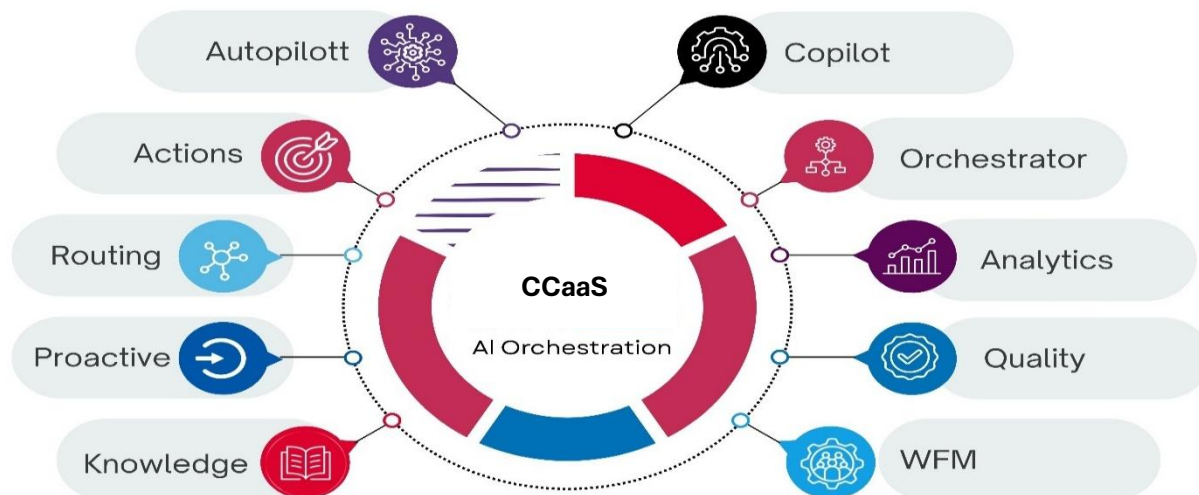 Autopilott
Copilot
Actions
Orchestrator
Routing
Analytics
CCaaS
AI Orchestration
Proactive
Quality
Knowledge
WFM